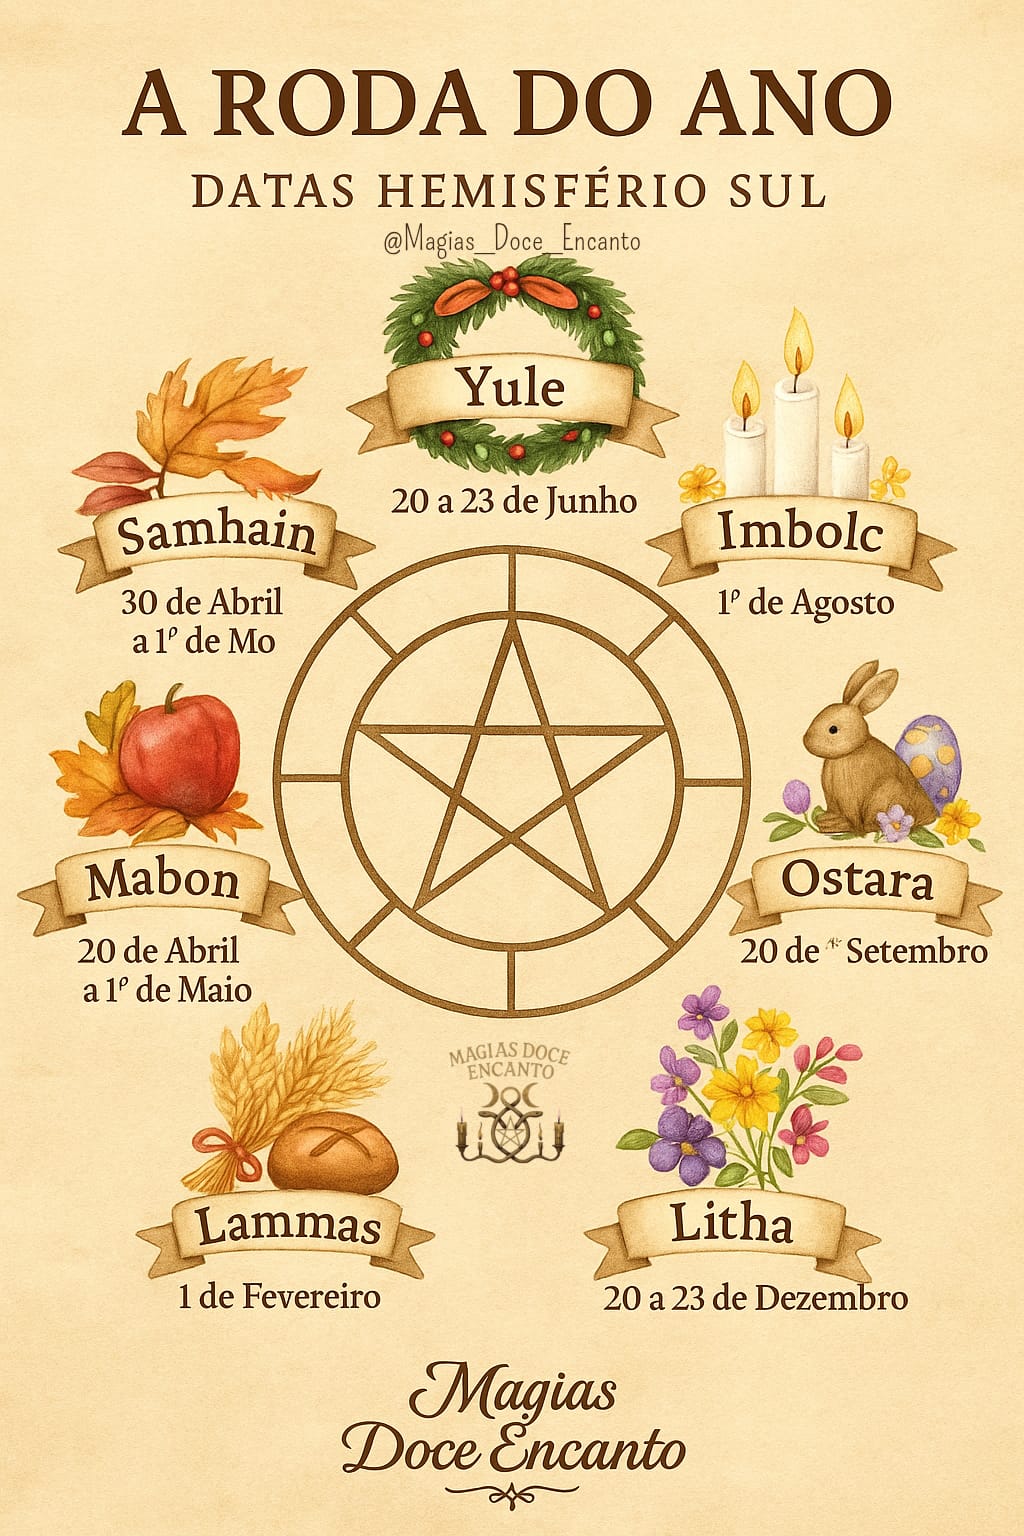 A RODA DO ANO
DATAS HEMISFÉRIO SUL
@Magias_Doce_Encanto
Yule
20 a 23 de Junho
Samhain
30 de Abril
a 1º de Mo
Imbolc
1º de Agosto
Mabon
20 de Abril
a 1º de Maio
Ostara
20 de Setembro
MAGIAS DOCE
ENCANTO
Lammas
1 de Fevereiro
Litha
20 a 23 de Dezembro
Magias
Doce Encanto